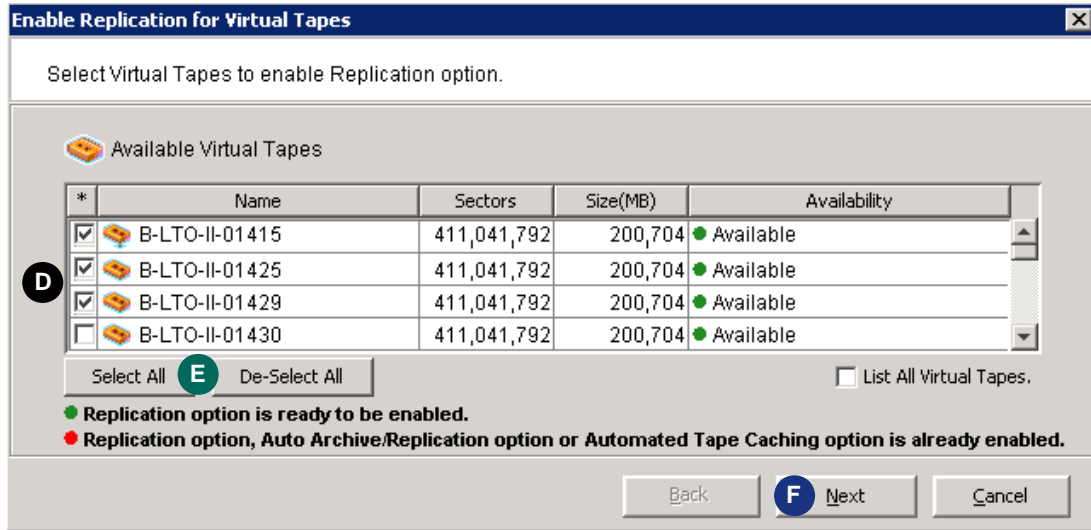 Enable Replication for Virtual Tapes
Select Virtual Tapes to enable Replication option.
Available Virtual Tapes
* Name Sectors Size(MB) Availability
B-LTO-II-01415 411,041,792 200,704 Available
B-LTO-II-01425 411,041,792 200,704 Available
D
B-LTO-II-01429 411,041,792 200,704 Available
B-LTO-II-01430 411,041,792 200,704 Available
Select All E De-Select All List All Virtual Tapes.
Replication option is ready to be enabled.
Replication option, Auto Archive/Replication option or Automated Tape Caching option is already enabled.
Back F Next Cancel